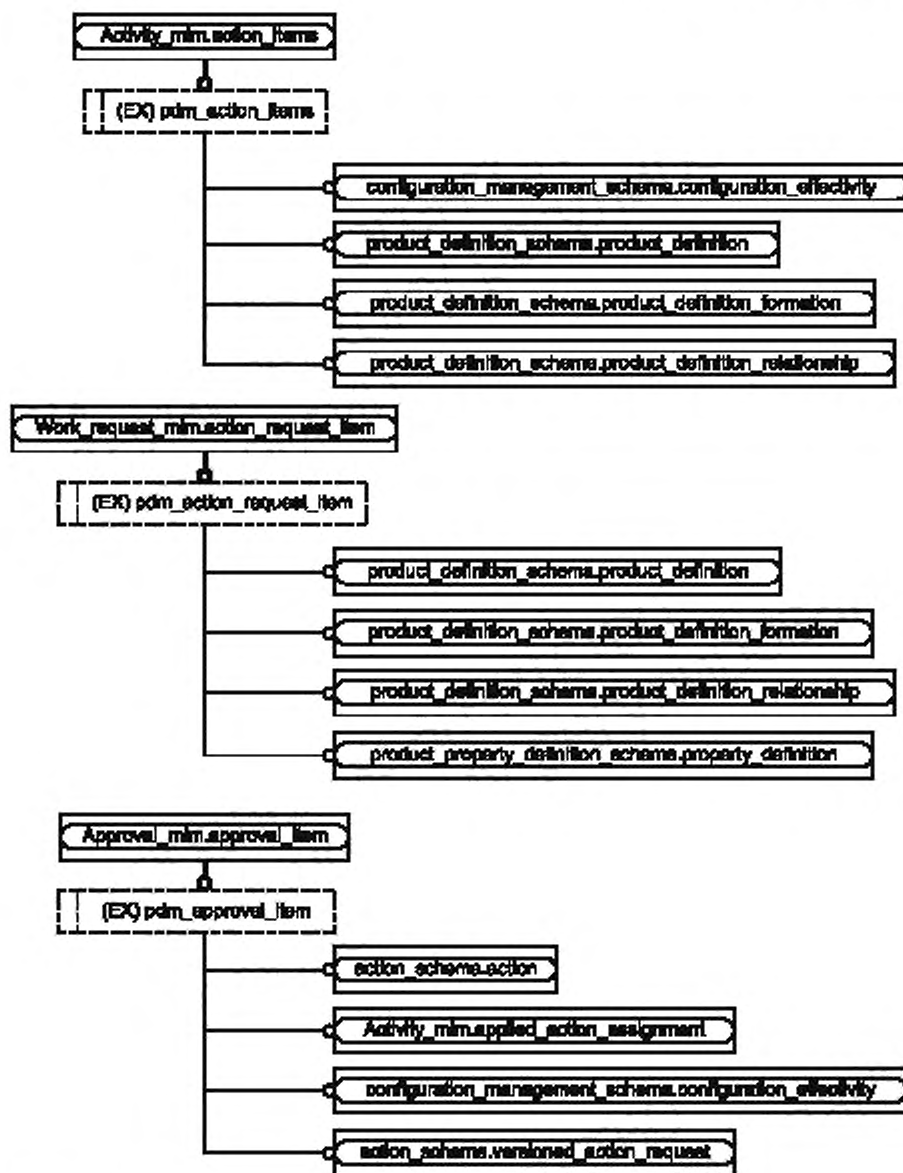 Activity_mim.action_items
(EX) pdm_action_items
configuration_management_schema.configuration_effectivity
product_definition_schema.product_definition
product_definition_schema.product_definition_formation
product_definition_schema.product_definition_relationship
Work_request_mim.action_request_item
(EX) pdm_action_request_item
product_definition_schema.product_definition
product_definition_schema.product_definition_formation
product_definition_schema.product_definition_relationship
product_property_definition_schema.property_definition
Approval_mim.approval_item
(EX) pdm_approval_item
action_schema.action
Activity_mim.applied_action_assignment
configuration_management_schema.configuration_effectivity
action_schema.versioned_action_request